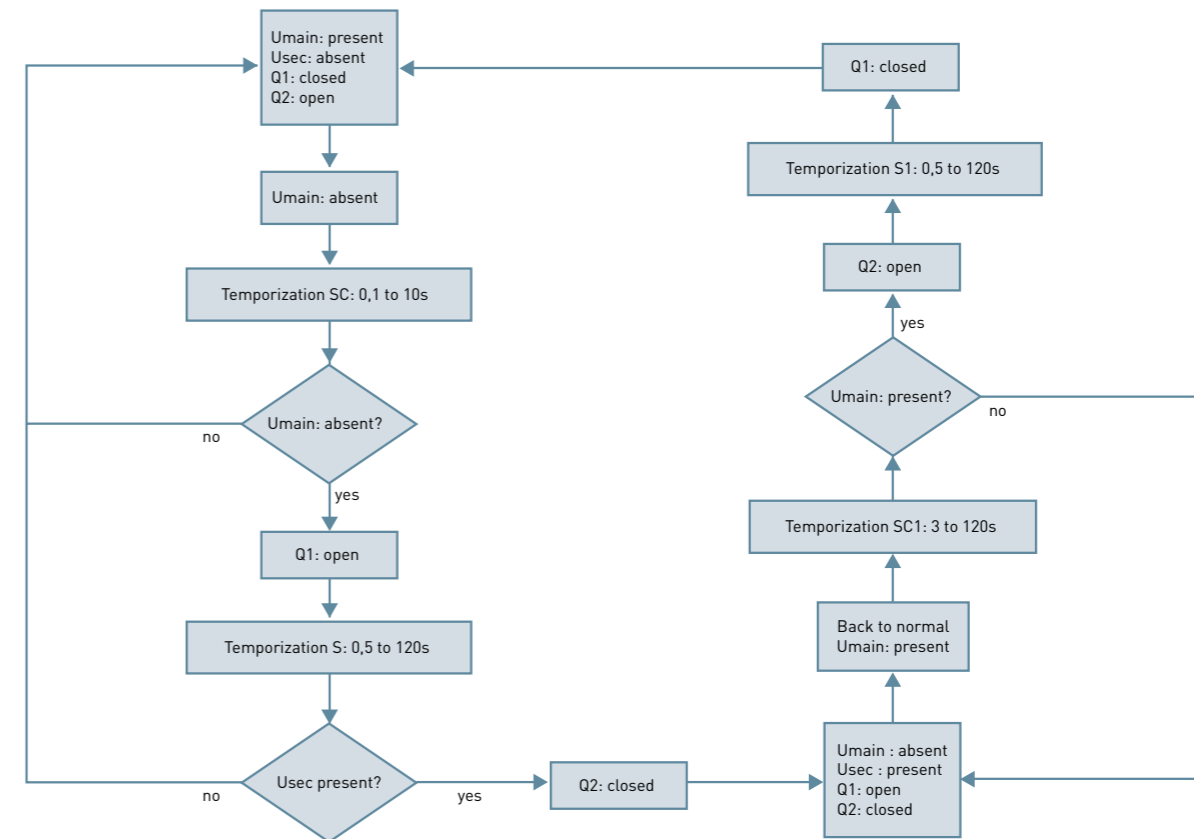 Umain: present
Usec: absent
Q1: closed
Q2: open
Umain: absent
Temporization SC: 0,1 to 10s
Umain: absent?
no
yes
Q1: open
Temporization S: 0,5 to 120s
Usec present?
no
yes
Q2: closed
Umain : absent
Usec : present
Q1: open
Q2: closed
Back to normal
Umain: present
Temporization SC1: 3 to 120s
Umain: present?
no
yes
Q2: open
Temporization S1: 0,5 to 120s
Q1: closed